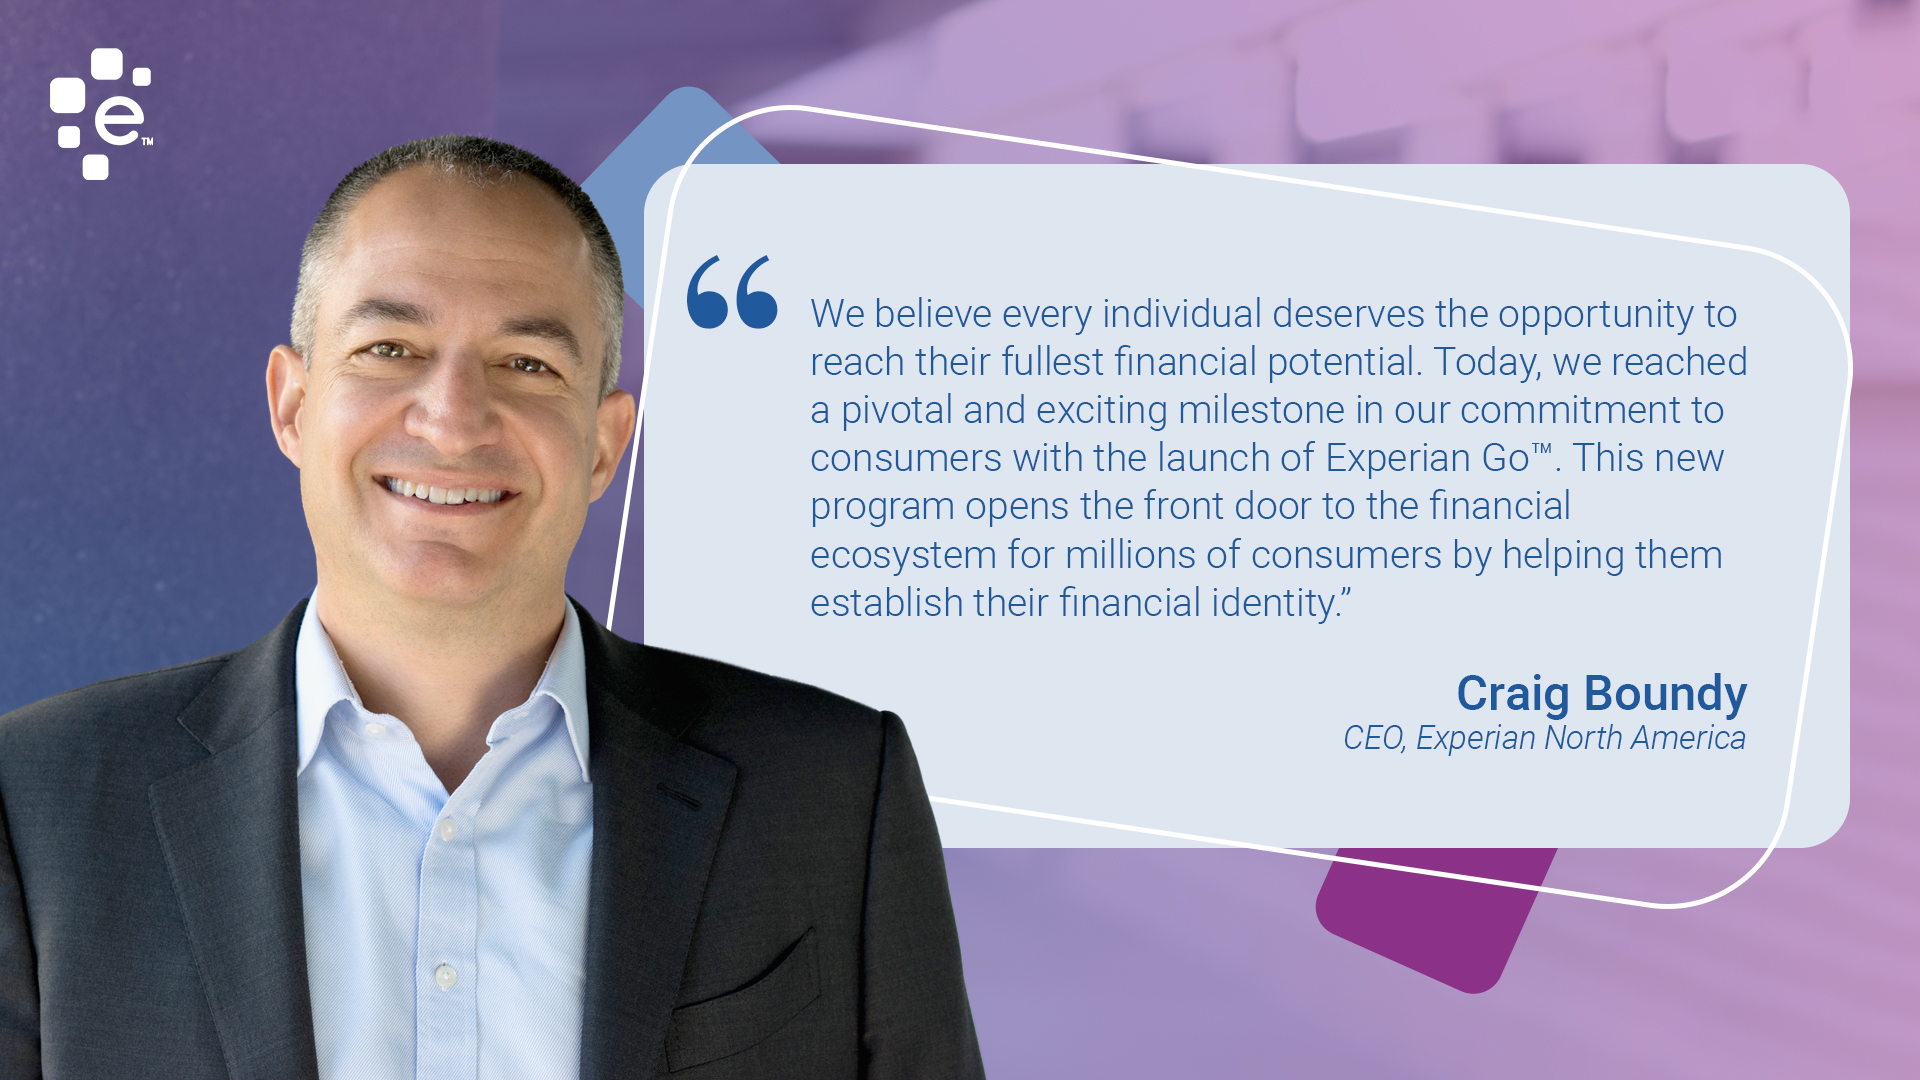 e™
“We believe every individual deserves the opportunity to
reach their fullest financial potential. Today, we reached
a pivotal and exciting milestone in our commitment to
consumers with the launch of Experian Go™. This new
program opens the front door to the financial
ecosystem for millions of consumers by helping them
establish their financial identity.”
Craig Boundy
CEO, Experian North America